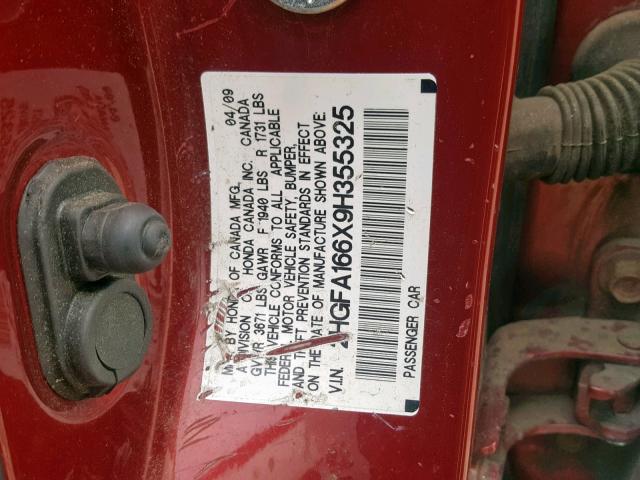 MFD BY HONDA OF CANADA MFG. 04/09
A DIVISION OF HONDA CANADA INC. CANADA
GVWR 3671 LBS GAWR F 1940 LBS R 1731 LBS
THIS VEHICLE CONFORMS TO ALL APPLICABLE
FEDERAL MOTOR VEHICLE SAFETY, BUMPER,
AND THEFT PREVENTION STANDARDS IN EFFECT
ON THE DATE OF MANUFACTURE SHOWN ABOVE.
V.I.N. 2HGFA166X9H355325
PASSENGER CAR